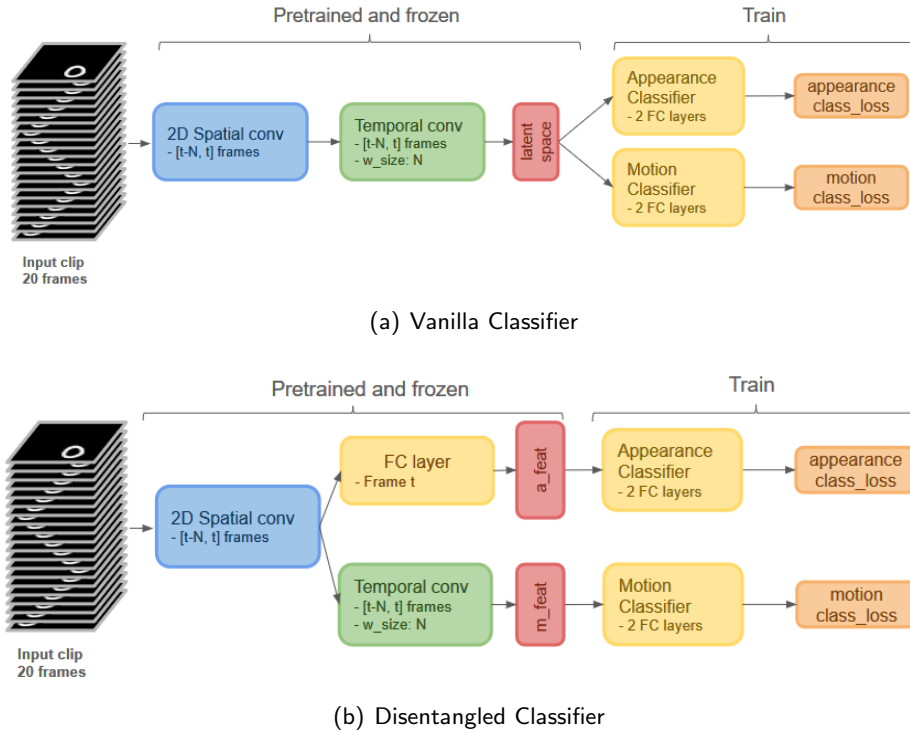 Pretrained and frozen
Train
2D Spatial conv
- [t-N, t] frames
Temporal conv
- [t-N, t] frames
- w_size: N
latent
space
Appearance
Classifier
- 2 FC layers
appearance
class_loss
Motion
Classifier
- 2 FC layers
motion
class_loss
Input clip
20 frames
(a) Vanilla Classifier
Pretrained and frozen
Train
2D Spatial conv
- [t-N, t] frames
FC layer
- Frame t
a_feat
Appearance
Classifier
- 2 FC layers
appearance
class_loss
Temporal conv
- [t-N, t] frames
- w_size: N
m_feat
Motion
Classifier
- 2 FC layers
motion
class_loss
Input clip
20 frames
(b) Disentangled Classifier